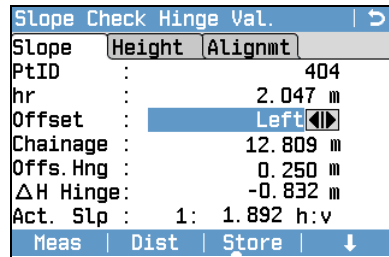 Slope Check Hinge Val.
Slope Height Alignmt
PtID : 404
hr : 2.047 m
Offset : Left
Chainage : 12.809 m
Offs.Hng : 0.250 m
ΔH Hinge: -0.832 m
Act. Slp : 1: 1.892 h:v
Meas | Dist | Store |